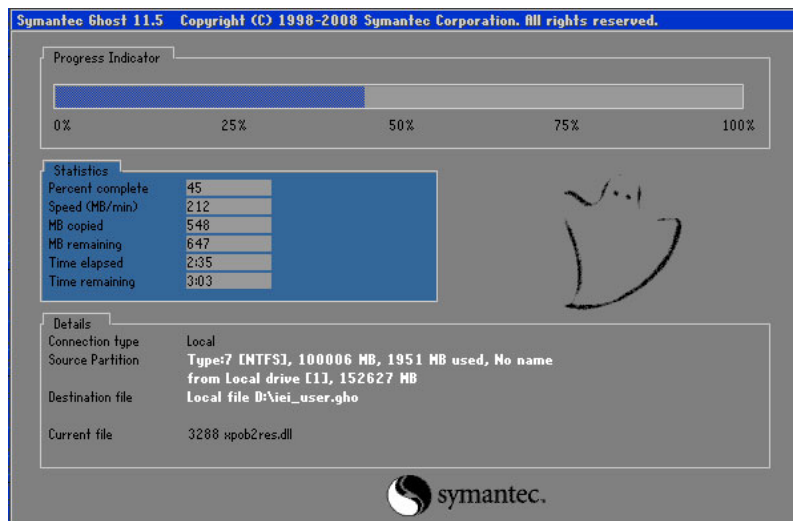 Symantec Ghost 11.5 Copyright (C) 1998-2008 Symantec Corporation. All rights reserved.
Progress Indicator
0% 25% 50% 75% 100%
Statistics
Percent complete 45
Speed (MB/min) 212
MB copied 548
MB remaining 647
Time elapsed 2:35
Time remaining 3:03
Details
Connection type Local
Source Partition Type:7 [NTFS], 100006 MB, 1951 MB used, No name
from Local drive [1], 152627 MB
Destination file Local file D:\iei_user.gho
Current file 3288 xpob2res.dll
symantec.